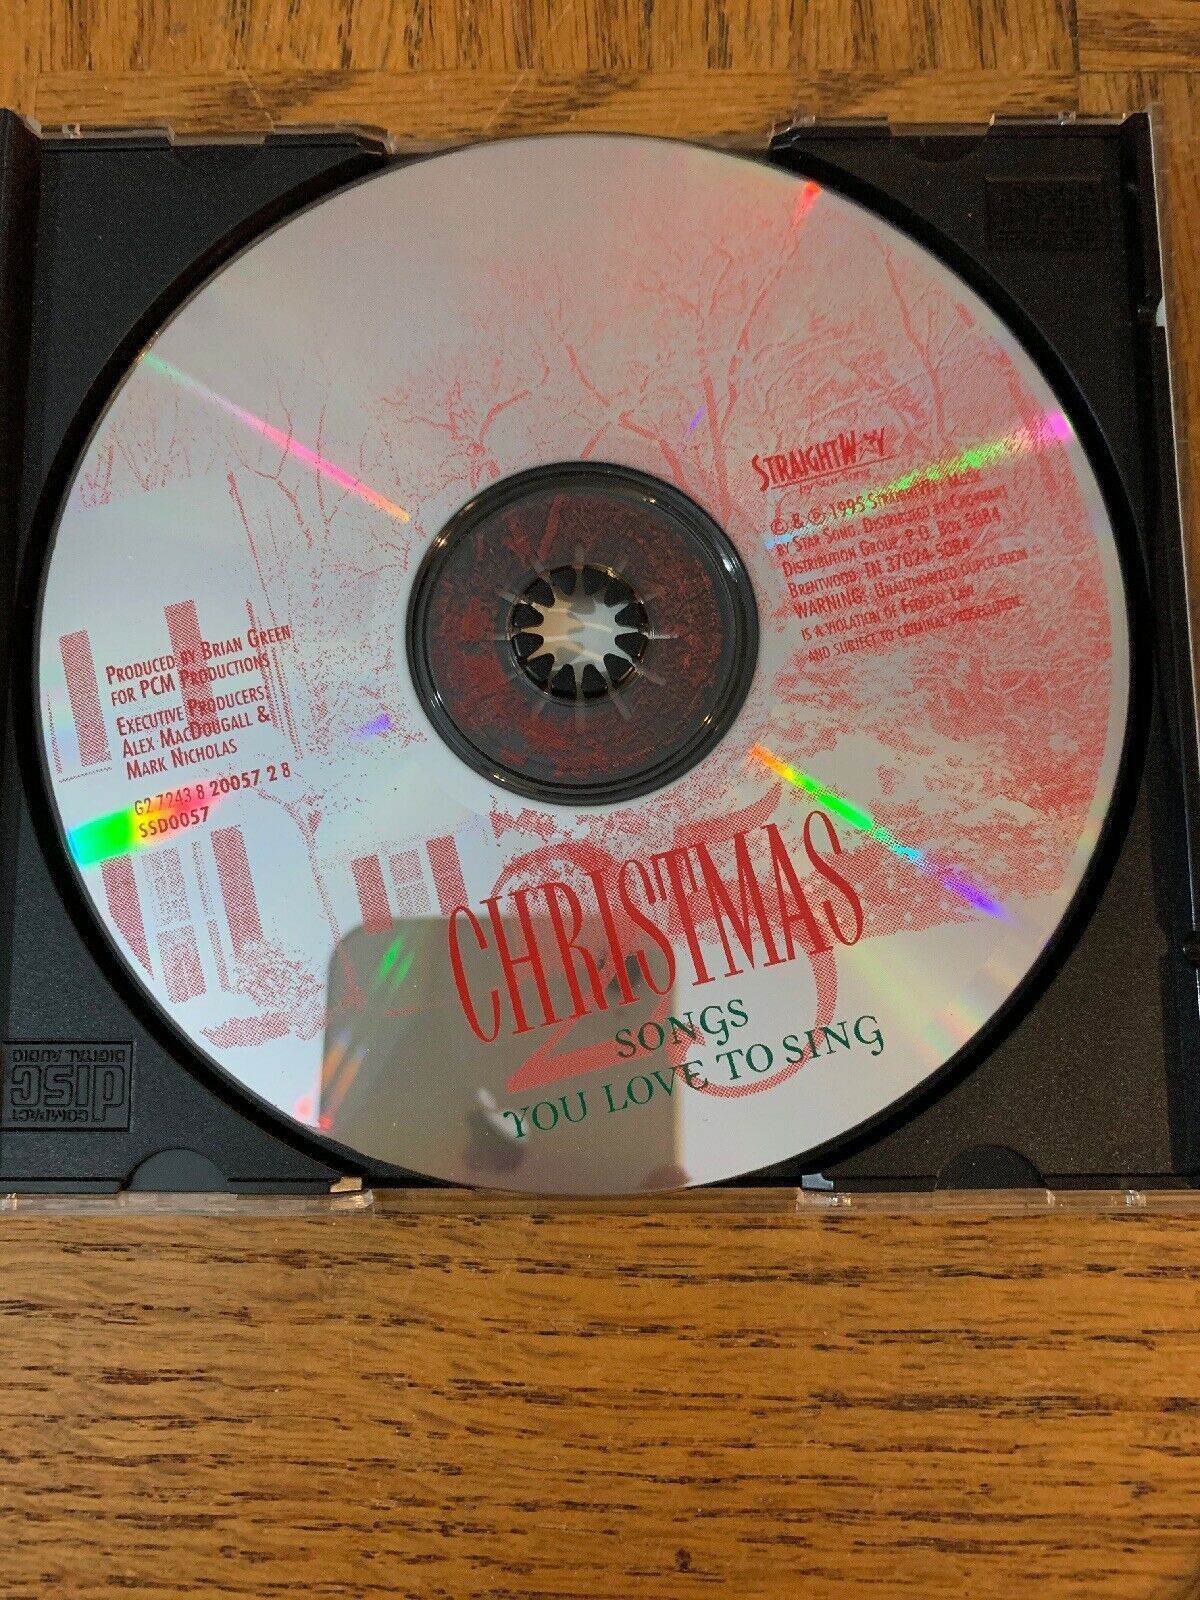 STRAIGHTWAY
© & ℗ 1995 STRAIGHTWAY MUSIC
BY STAR SONG. DISTRIBUTED BY CHORDANT
DISTRIBUTION GROUP, P.O. BOX 5084
BRENTWOOD, TN 37024-5084
WARNING: UNAUTHORIZED DUPLICATION
IS A VIOLATION OF FEDERAL LAW
AND SUBJECT TO CRIMINAL PROSECUTION.
PRODUCED BY BRIAN GREEN
FOR PCM PRODUCTIONS
EXECUTIVE PRODUCERS:
ALEX MACDOUGALL &
MARK NICHOLAS
G2 7243 8 20057 2 8
SSD0057
25
CHRISTMAS
SONGS
YOU LOVE TO SING
COMPACT
disc
DIGITAL AUDIO